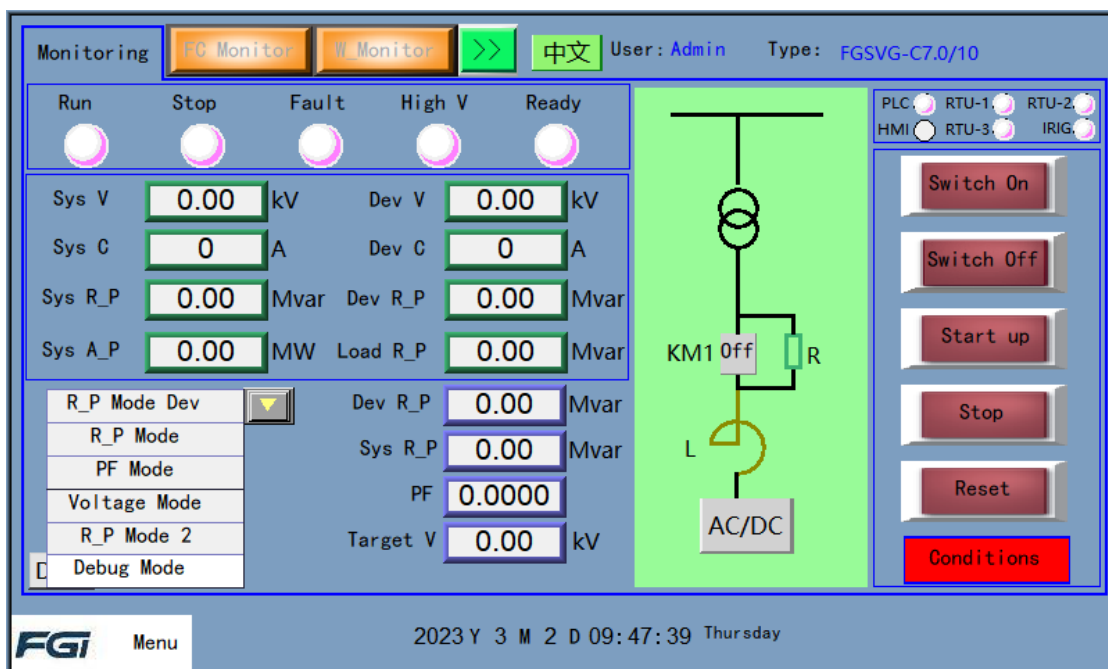 Monitoring FC Monitor W_Monitor >> 中文 User: Admin Type: FGSVG-C7.0/10
Run Stop Fault High V Ready
PLC RTU-1 RTU-2
HMI RTU-3 IRIG
Sys V 0.00 kV Dev V 0.00 kV
Sys C 0 A Dev C 0 A
Sys R_P 0.00 Mvar Dev R_P 0.00 Mvar
Sys A_P 0.00 MW Load R_P 0.00 Mvar
R_P Mode Dev Dev R_P 0.00 Mvar
R_P Mode Sys R_P 0.00 Mvar
PF Mode PF 0.0000
Voltage Mode
R_P Mode 2 Target V 0.00 kV
D Debug Mode
KM1 Off R
L
AC/DC
Switch On
Switch Off
Start up
Stop
Reset
Conditions
FGI Menu 2023 Y 3 M 2 D 09:47:39 Thursday